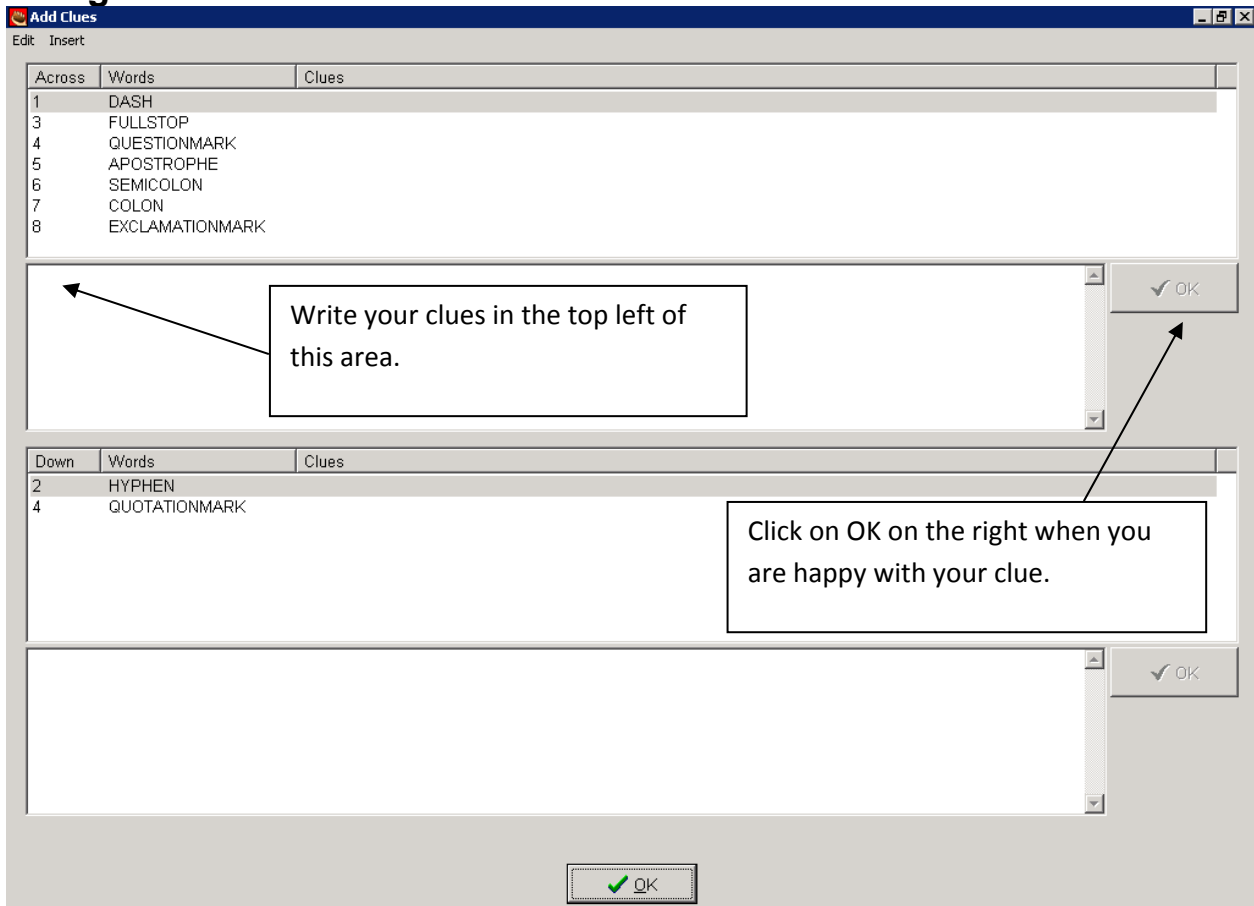 Add Clues
Edit Insert
Across Words Clues
1 DASH
3 FULLSTOP
4 QUESTIONMARK
5 APOSTROPHE
6 SEMICOLON
7 COLON
8 EXCLAMATIONMARK
OK
Write your clues in the top left of
this area.
Down Words Clues
2 HYPHEN
4 QUOTATIONMARK
Click on OK on the right when you
are happy with your clue.
OK
OK